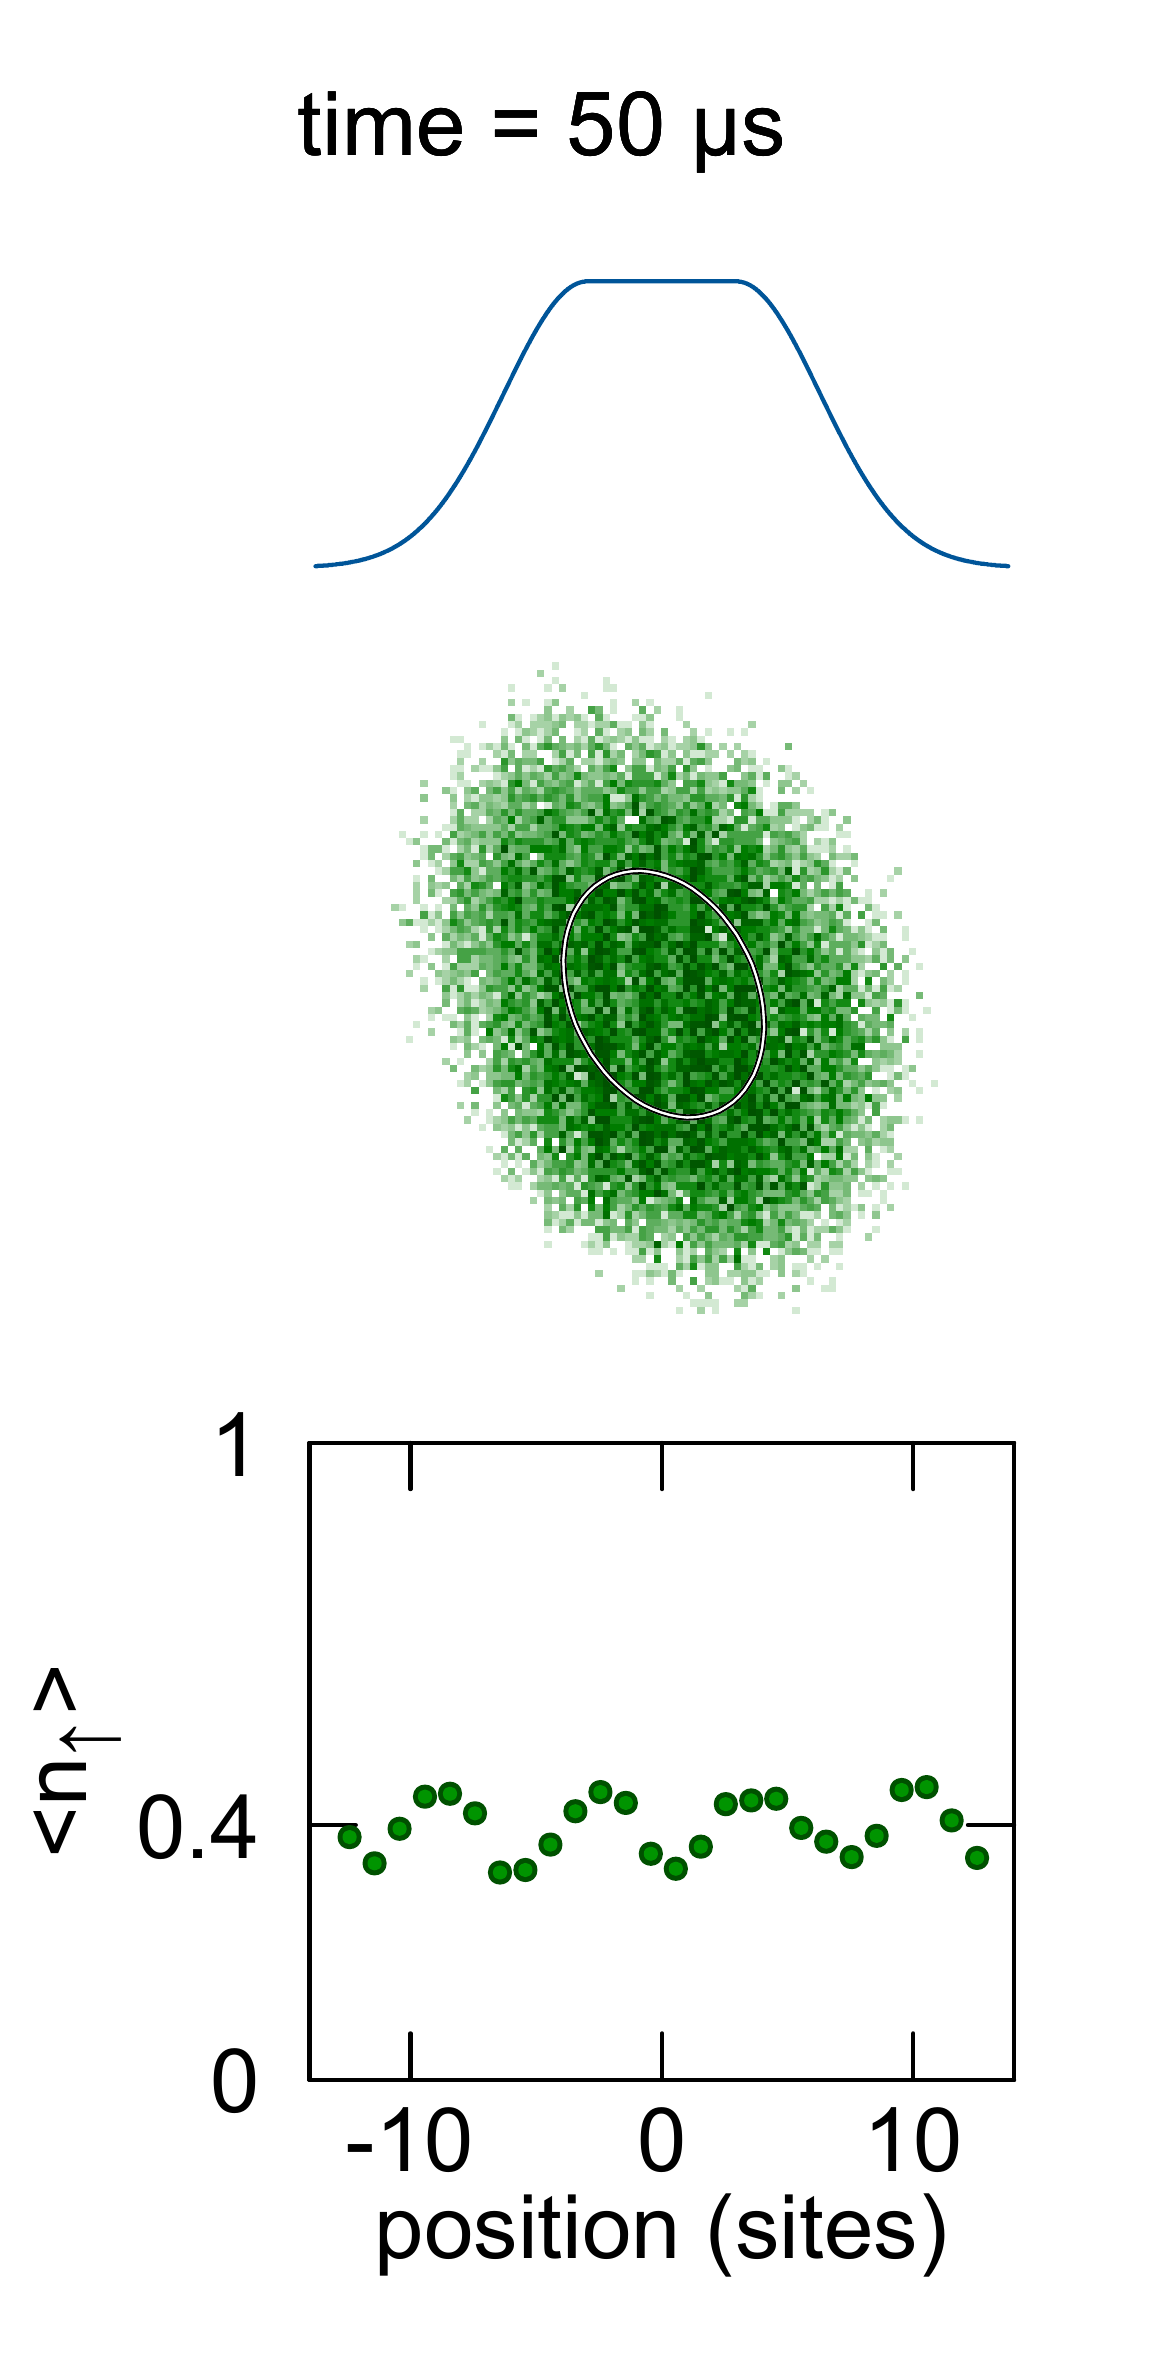 time = 50 µs
1
<n↑>
0.4
0
-10 0 10
position (sites)